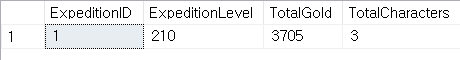 ExpeditionID ExpeditionLevel TotalGold TotalCharacters
1 1 210 3705 3